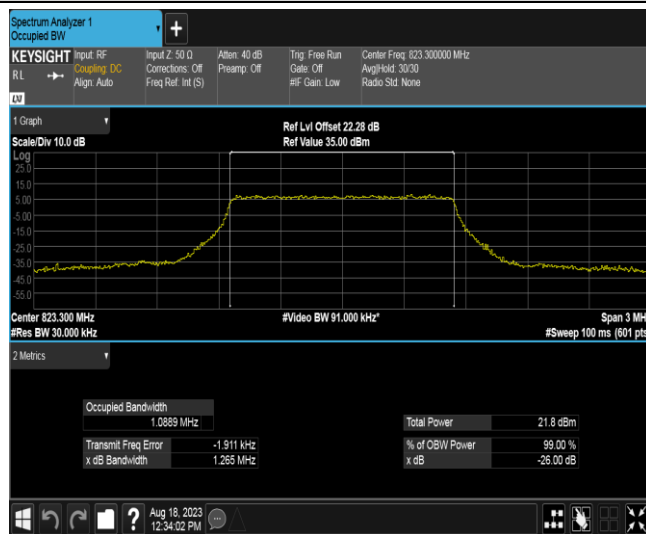 Spectrum Analyzer 1
Occupied BW
+
KEYSIGHT Input: RF Input Z: 50 Ω Atten: 40 dB Trig: Free Run Center Freq: 823.300000 MHz
RL Coupling: DC Corrections: Off Preamp: Off Gate: Off Avg|Hold: 30/30
Align: Auto Freq Ref: Int (S) #IF Gain: Low Radio Std: None
LXI
1 Graph
Ref Lvl Offset 22.28 dB
Scale/Div 10.0 dB Ref Value 35.00 dBm
Log
25.0
15.0
5.00
-5.00
-15.0
-25.0
-35.0
-45.0
-55.0
Center 823.300 MHz #Video BW 91.000 kHz* Span 3 MH
#Res BW 30.000 kHz #Sweep 100 ms (601 pts
2 Metrics
Occupied Bandwidth
1.0889 MHz Total Power 21.8 dBm
Transmit Freq Error -1.911 kHz % of OBW Power 99.00 %
x dB Bandwidth 1.265 MHz x dB -26.00 dB
? Aug 18, 2023
12:34:02 PM